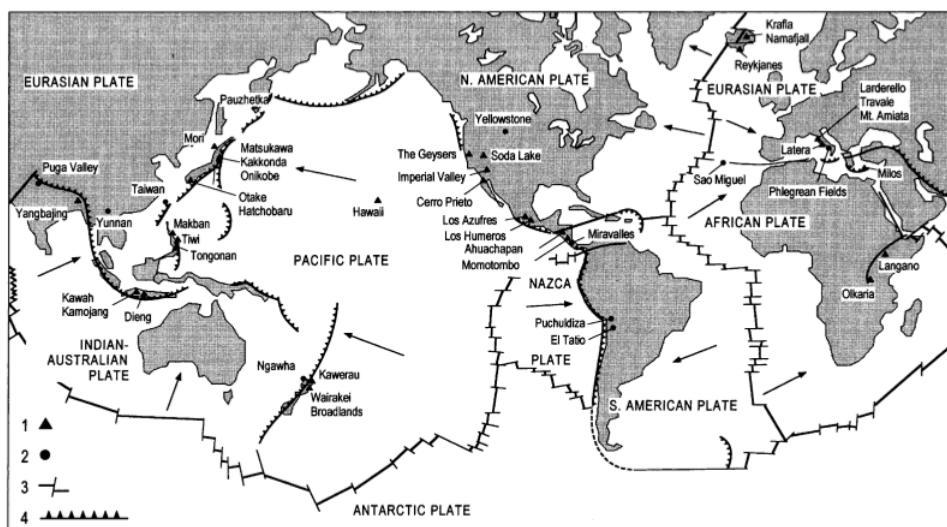 EURASIAN PLATE
N. AMERICAN PLATE
Krafla
Namafjall
Reykjanes
EURASIAN PLATE
Larderello
Travale
Mt. Amiata
Pauzhetka
Yellowstone
Mori
Matsukawa
Kakkonda
Onikobe
The Geysers
Soda Lake
Latera
Puga Valley
Imperial Valley
Sao Miguel
Milos
Taiwan
Otake
Hatchobaru
Cerro Prieto
Phlegrean Fields
Yangbajing
Yunnan
Makban
Hawaii
Los Azufres
AFRICAN PLATE
Tiwi
Los Humeros
Miravalles
Tongonan
Ahuachapan
PACIFIC PLATE
Momotombo
Langano
NAZCA
Olkaria
Kawah
Kamojang
Dieng
Puchuldiza
El Tatio
INDIAN-
AUSTRALIAN
PLATE
PLATE
Ngawha
Kawerau
Wairakei
Broadlands
S. AMERICAN PLATE
1
2
3
4
ANTARCTIC PLATE